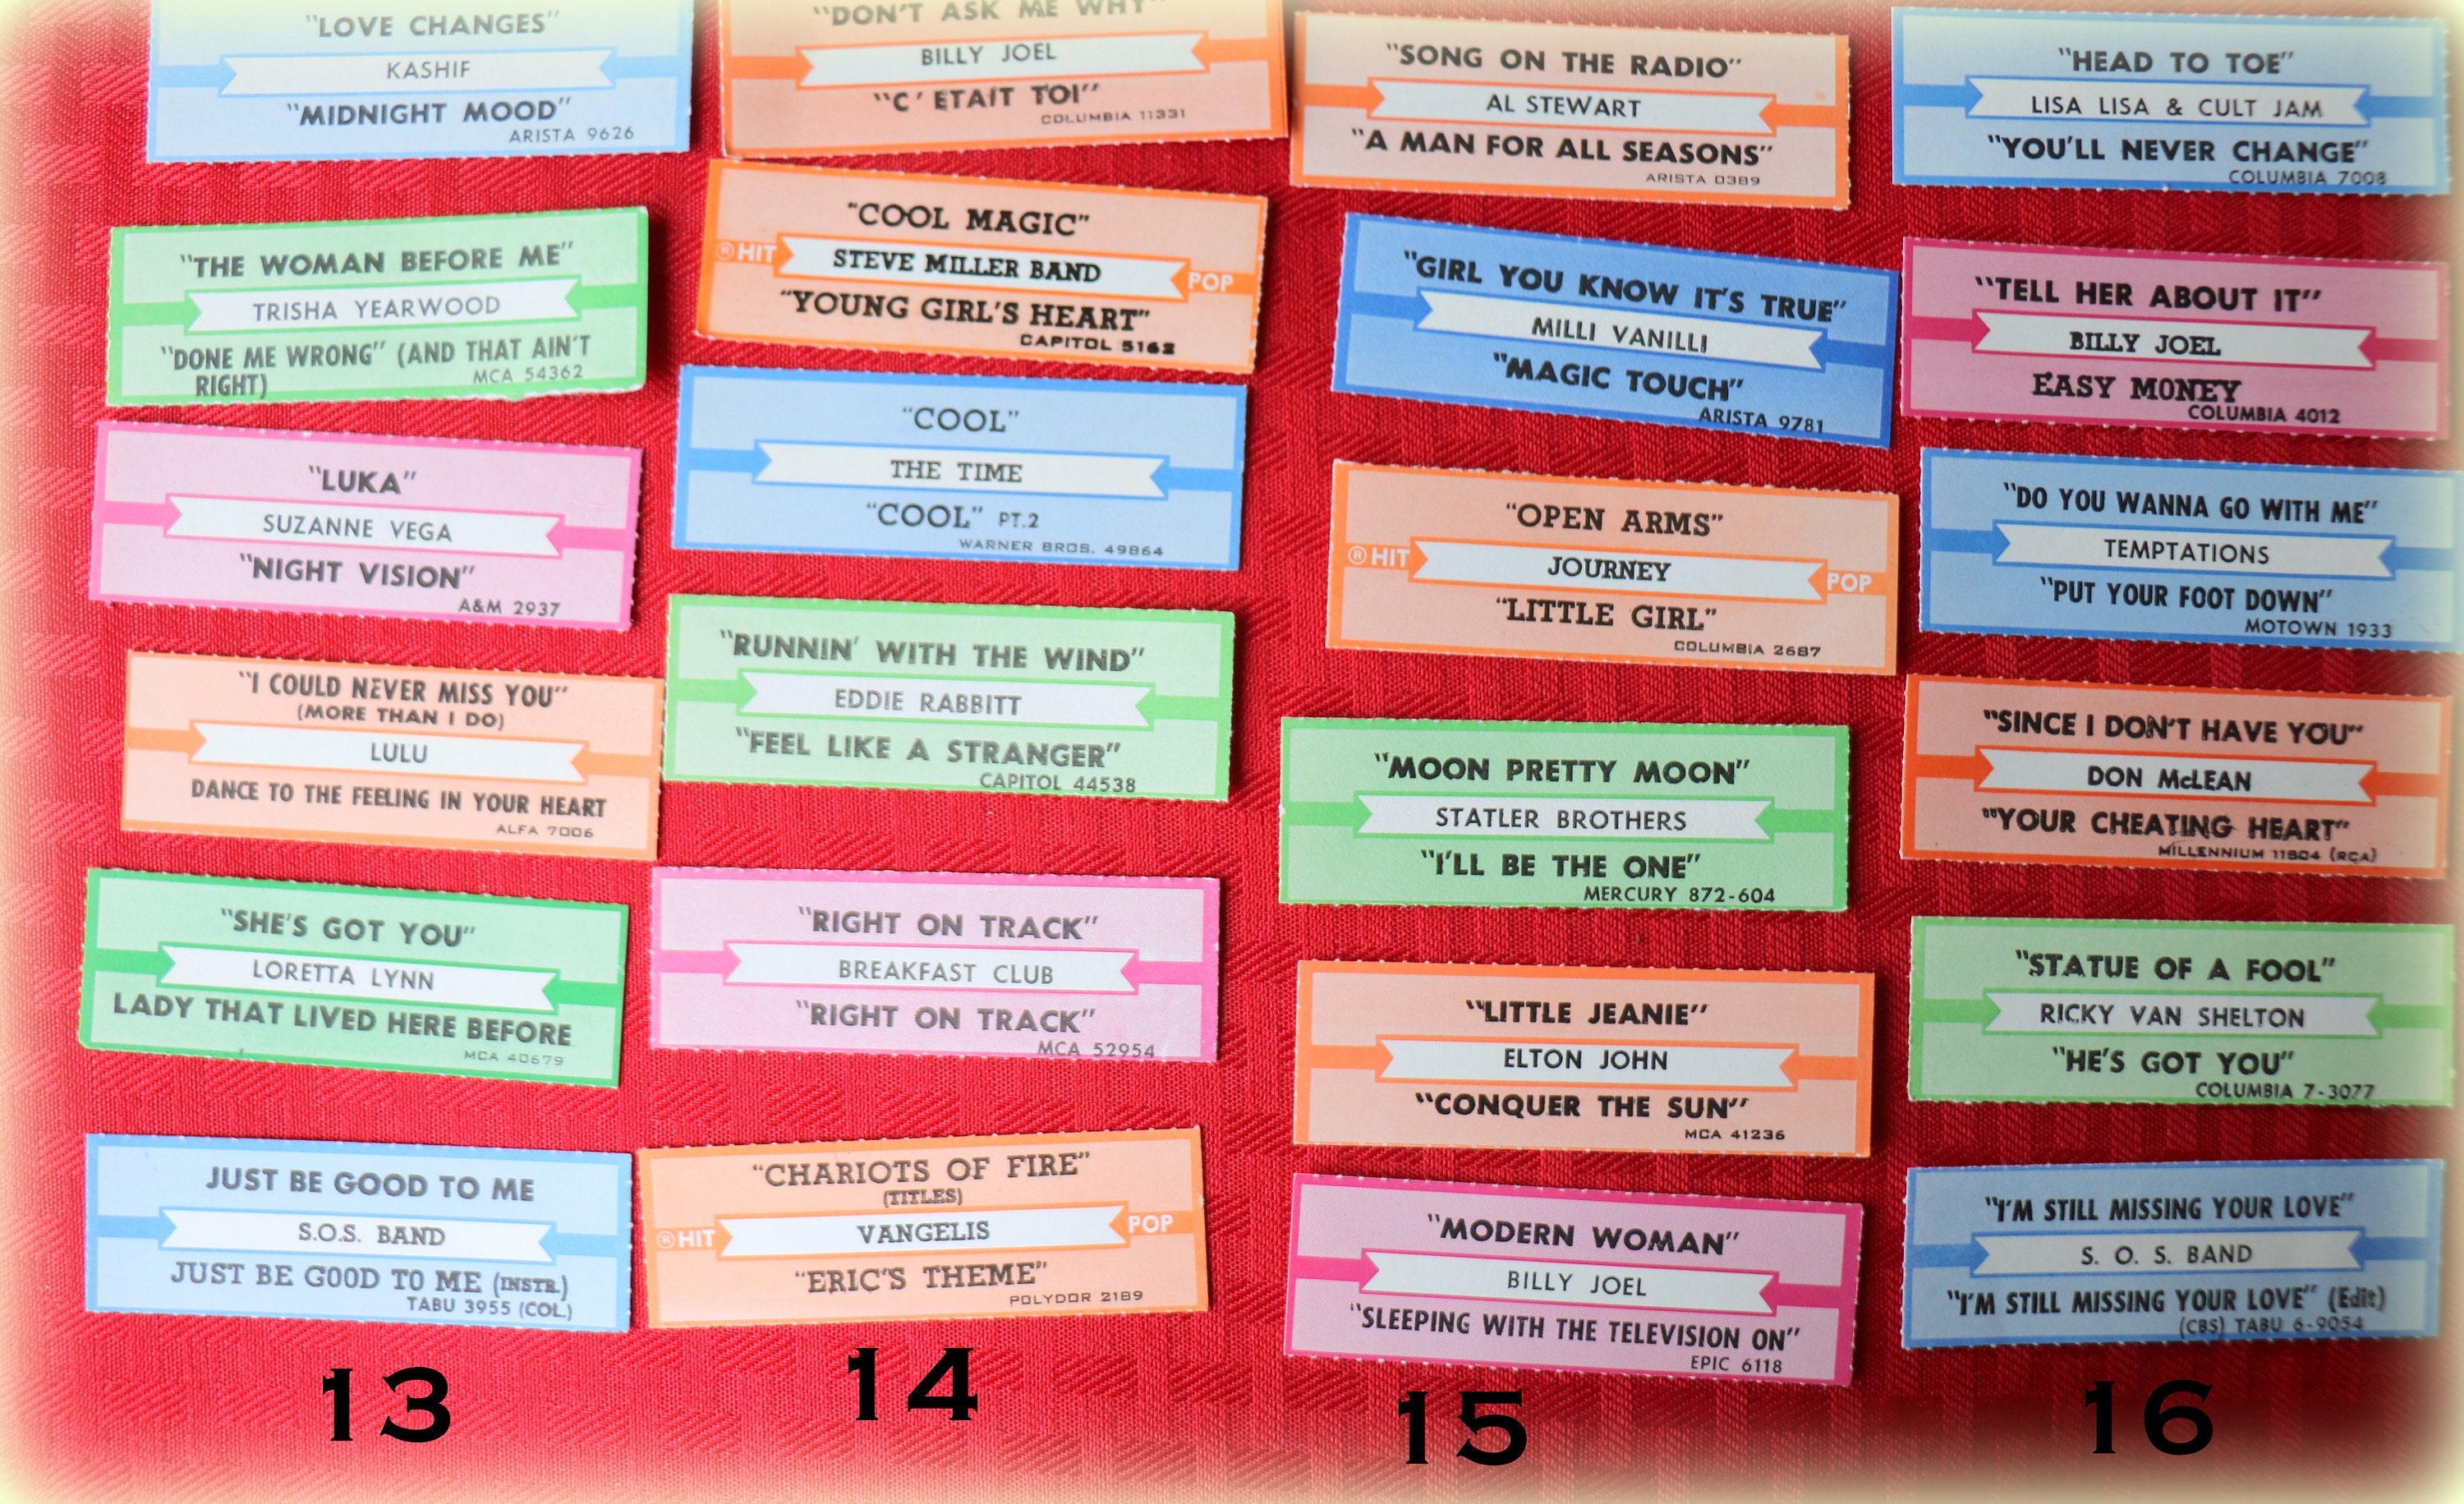 "LOVE CHANGES"
KASHIF
"MIDNIGHT MOOD"
ARISTA 9626
"THE WOMAN BEFORE ME"
TRISHA YEARWOOD
"DONE ME WRONG" (AND THAT AIN'T
RIGHT)
MCA 54362
"LUKA"
SUZANNE VEGA
"NIGHT VISION"
A&M 2937
"I COULD NEVER MISS YOU"
(MORE THAN I DO)
LULU
DANCE TO THE FEELING IN YOUR HEART
ALFA 7006
"SHE'S GOT YOU"
LORETTA LYNN
LADY THAT LIVED HERE BEFORE
MCA 40679
JUST BE GOOD TO ME
S.O.S. BAND
JUST BE GOOD TO ME (INSTR.)
TABU 3955 (COL.)
13
"DON'T ASK ME WHY"
BILLY JOEL
"C' ETAIT TOI"
COLUMBIA 11331
"COOL MAGIC"
® HIT STEVE MILLER BAND POP
"YOUNG GIRL'S HEART"
CAPITOL 5162
"COOL"
THE TIME
"COOL" PT.2
WARNER BROS. 49864
"RUNNIN' WITH THE WIND"
EDDIE RABBITT
"FEEL LIKE A STRANGER"
CAPITOL 44538
"RIGHT ON TRACK"
BREAKFAST CLUB
"RIGHT ON TRACK"
MCA 52954
"CHARIOTS OF FIRE"
(TITLES)
® HIT VANGELIS POP
"ERIC'S THEME"
POLYDOR 2189
14
"SONG ON THE RADIO"
AL STEWART
"A MAN FOR ALL SEASONS"
ARISTA 0389
"GIRL YOU KNOW IT'S TRUE"
MILLI VANILLI
"MAGIC TOUCH"
ARISTA 9781
"OPEN ARMS"
® HIT JOURNEY POP
"LITTLE GIRL"
COLUMBIA 2687
"MOON PRETTY MOON"
STATLER BROTHERS
"I'LL BE THE ONE"
MERCURY 872-604
"LITTLE JEANIE"
ELTON JOHN
"CONQUER THE SUN"
MCA 41236
"MODERN WOMAN"
BILLY JOEL
"SLEEPING WITH THE TELEVISION ON"
EPIC 6118
15
"HEAD TO TOE"
LISA LISA & CULT JAM
"YOU'LL NEVER CHANGE"
COLUMBIA 7008
"TELL HER ABOUT IT"
BILLY JOEL
EASY MONEY
COLUMBIA 4012
"DO YOU WANNA GO WITH ME"
TEMPTATIONS
"PUT YOUR FOOT DOWN"
MOTOWN 1933
"SINCE I DON'T HAVE YOU"
DON McLEAN
"YOUR CHEATING HEART"
MILLENNIUM 11804 (RCA)
"STATUE OF A FOOL"
RICKY VAN SHELTON
"HE'S GOT YOU"
COLUMBIA 7-3077
"I'M STILL MISSING YOUR LOVE"
S. O. S. BAND
"I'M STILL MISSING YOUR LOVE" (Edit)
(CBS) TABU 6-9054
16